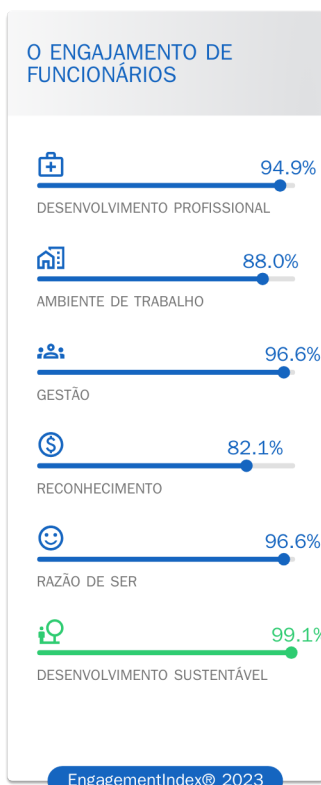 O ENGAJAMENTO DE
FUNCIONÁRIOS
94.9%
DESENVOLVIMENTO PROFISSIONAL
88.0%
AMBIENTE DE TRABALHO
96.6%
GESTÃO
82.1%
RECONHECIMENTO
96.6%
RAZÃO DE SER
99.1%
DESENVOLVIMENTO SUSTENTÁVEL
EngagementIndex® 2023